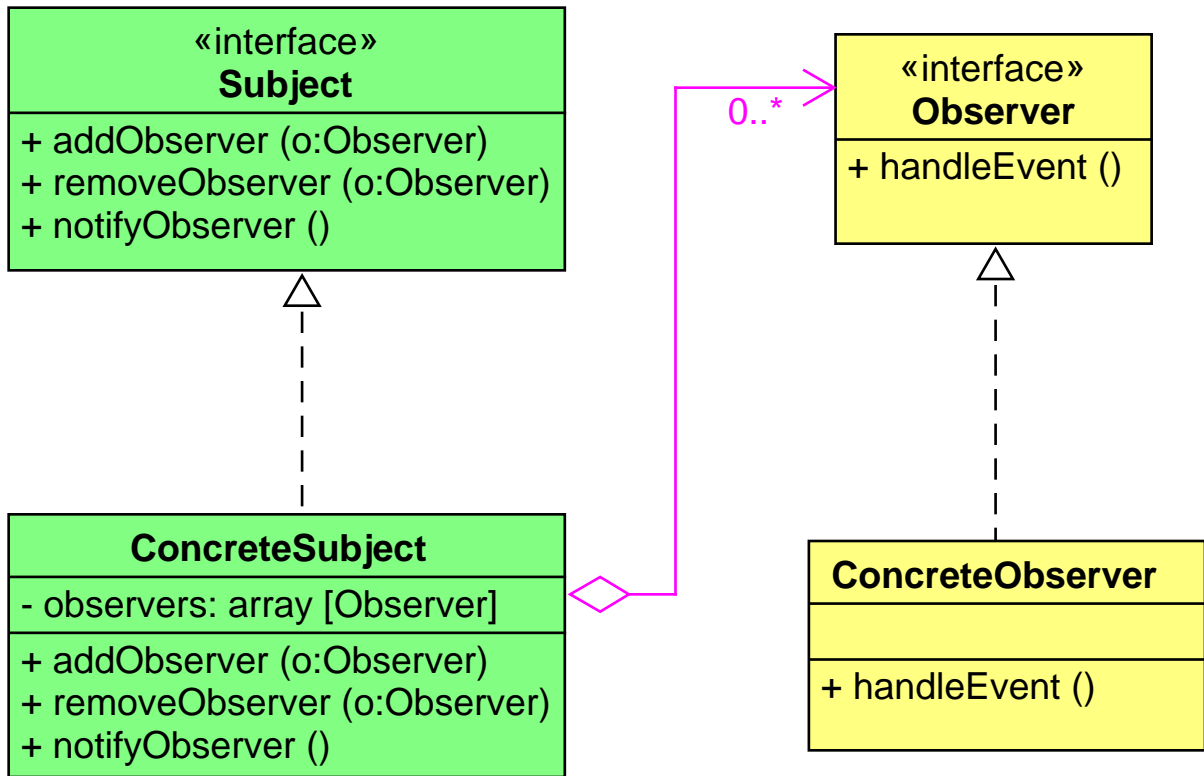 «interface»
Subject
+ addObserver (o:Observer)
+ removeObserver (o:Observer)
+ notifyObserver ()
0..*
«interface»
Observer
+ handleEvent ()
ConcreteSubject
- observers: array [Observer]
+ addObserver (o:Observer)
+ removeObserver (o:Observer)
+ notifyObserver ()
ConcreteObserver
+ handleEvent ()